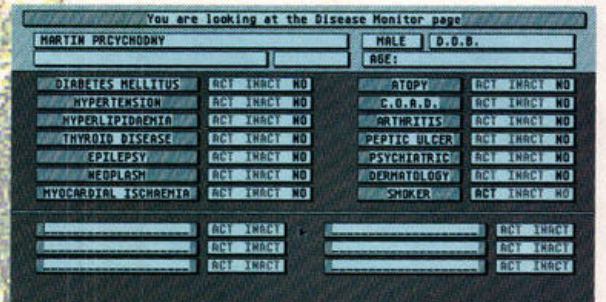 You are looking at the Disease Monitor page
MARTIN PRCYCHODNY MALE D.O.B.
AGE:
DIABETES MELLITUS ACT INACT NO ATOPY ACT INACT NO
HYPERTENSION ACT INACT NO C.O.A.D. ACT INACT NO
HYPERLIPIDAEMIA ACT INACT NO ARTHRITIS ACT INACT NO
THYROID DISEASE ACT INACT NO PEPTIC ULCER ACT INACT NO
EPILEPSY ACT INACT NO PSYCHIATRIC ACT INACT NO
NEOPLASM ACT INACT NO DERMATOLOGY ACT INACT NO
MYOCARDIAL ISCHAEMIA ACT INACT NO SMOKER ACT INACT NO
ACT INACT ACT INACT
ACT INACT ACT INACT
ACT INACT ACT INACT